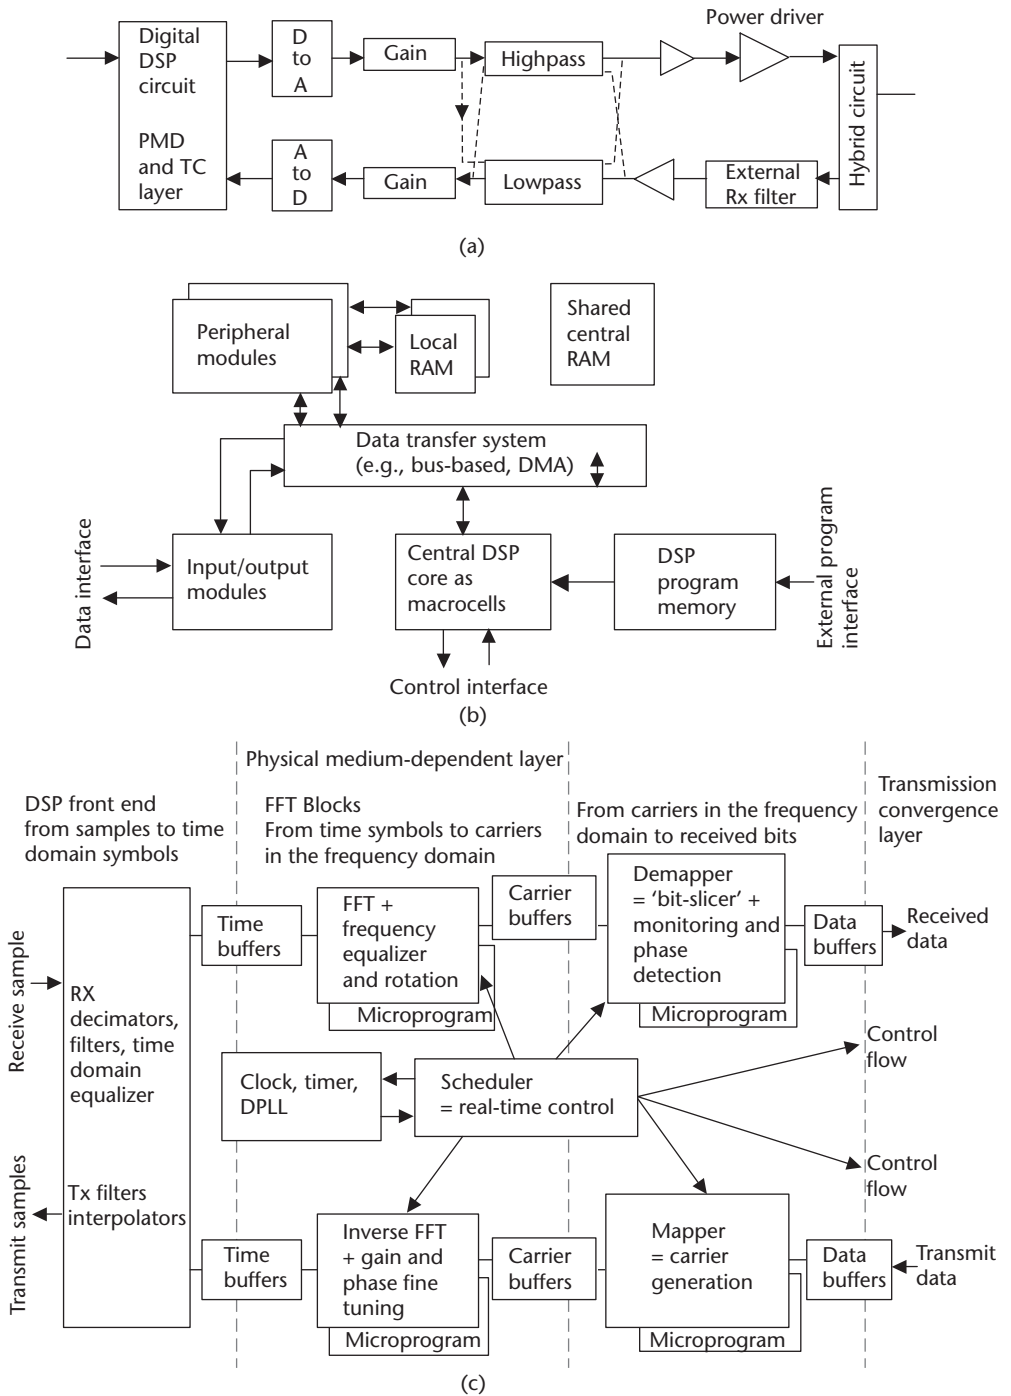 Digital
DSP
circuit
PMD
and TC
layer
D
to
A
Gain
Highpass
Power driver
Hybrid circuit
A
to
D
Gain
Lowpass
External
Rx filter
(a)
Peripheral
modules
Local
RAM
Shared
central
RAM
Data transfer system
(e.g., bus-based, DMA)
Data interface
Input/output
modules
Central DSP
core as
macrocells
DSP
program
memory
External program
interface
Control interface
(b)
Physical medium-dependent layer
DSP front end
from samples to time
domain symbols
FFT Blocks
From time symbols to carriers
in the frequency domain
From carriers in the frequency
domain to received bits
Transmission
convergence
layer
Receive sample
RX
decimators,
filters, time
domain
equalizer
Time
buffers
FFT +
frequency
equalizer
and rotation
Microprogram
Carrier
buffers
Demapper
= ‘bit-slicer’ +
monitoring and
phase
detection
Microprogram
Data
buffers
Received
data
Clock, timer,
DPLL
Scheduler
= real-time control
Control
flow
Control
flow
Transmit samples
Tx filters
interpolators
Time
buffers
Inverse FFT
+ gain and
phase fine
tuning
Microprogram
Carrier
buffers
Mapper
= carrier
generation
Microprogram
Data
buffers
Transmit
data
(c)